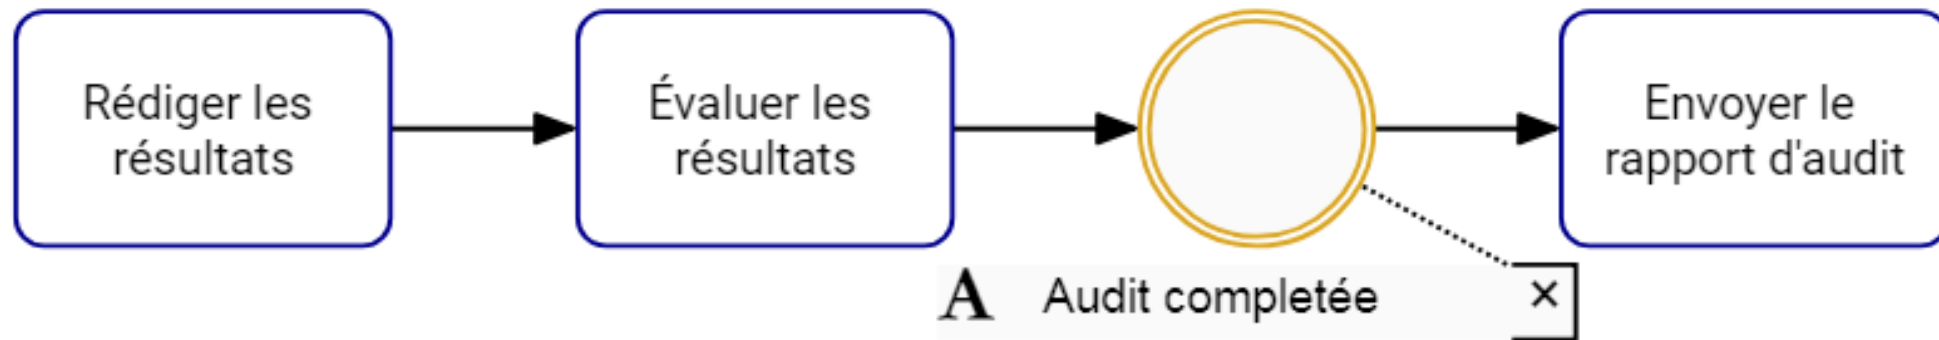 Rédiger les
résultats
Évaluer les
résultats
Envoyer le
rapport d'audit
A Audit completée ×